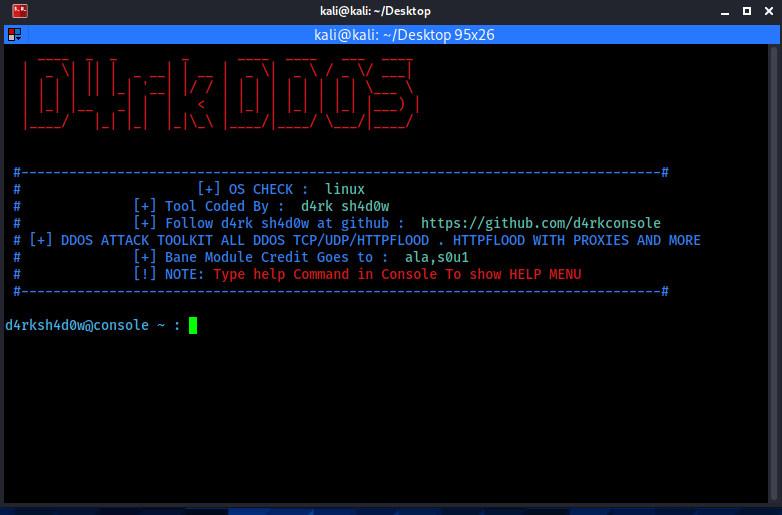 kali@kali: ~/Desktop
kali@kali: ~/Desktop 95x26
D4rkDDOS
#--------------------------------------------------------------------------------#
# [+] OS CHECK : linux
# [+] Tool Coded By : d4rk sh4d0w
# [+] Follow d4rk sh4d0w at github : https://github.com/d4rkconsole
# [+] DDOS ATTACK TOOLKIT ALL DDOS TCP/UDP/HTTPFLOOD . HTTPFLOOD WITH PROXIES AND MORE
# [+] Bane Module Credit Goes to : ala,s0u1
# [!] NOTE: Type help Command in Console To show HELP MENU
#--------------------------------------------------------------------------------#
d4rksh4d0w@console ~ :